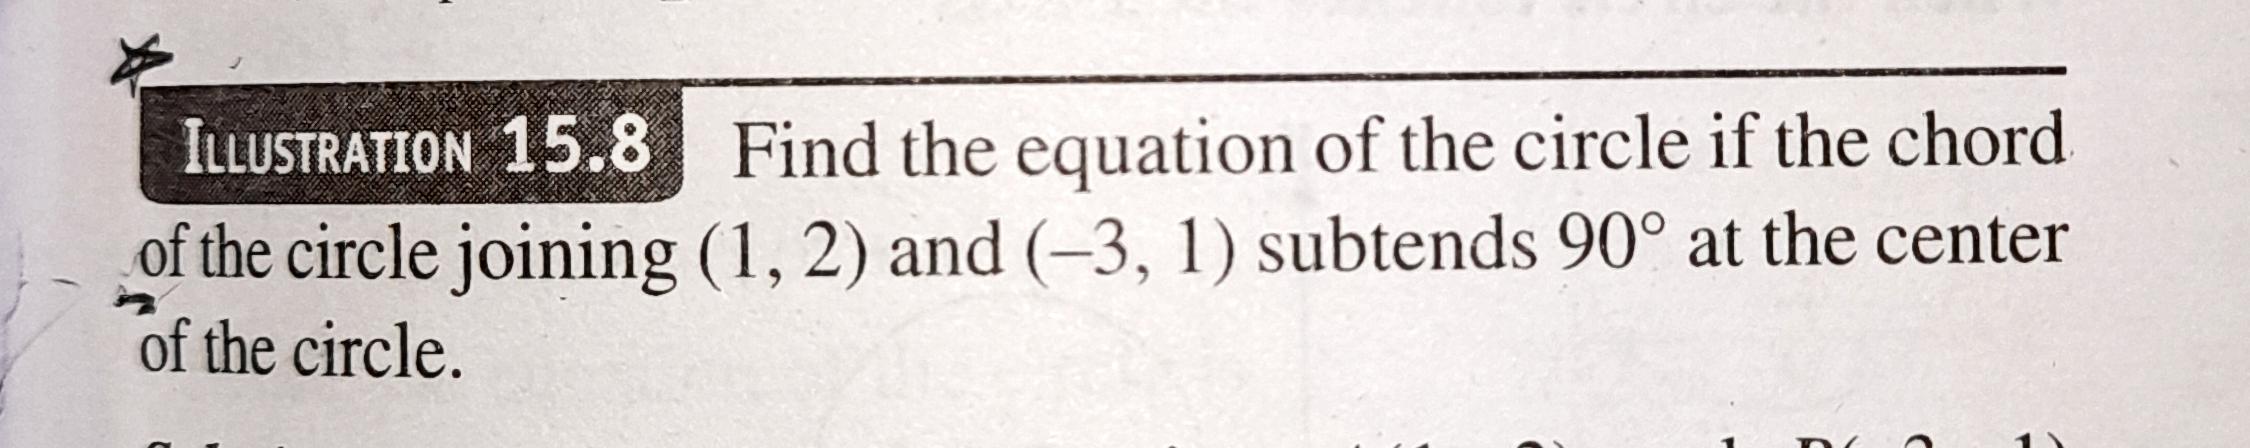 ILLUSTRATION 15.8 Find the equation of the circle if the chord
of the circle joining (1, 2) and (–3, 1) subtends 90° at the center
of the circle.